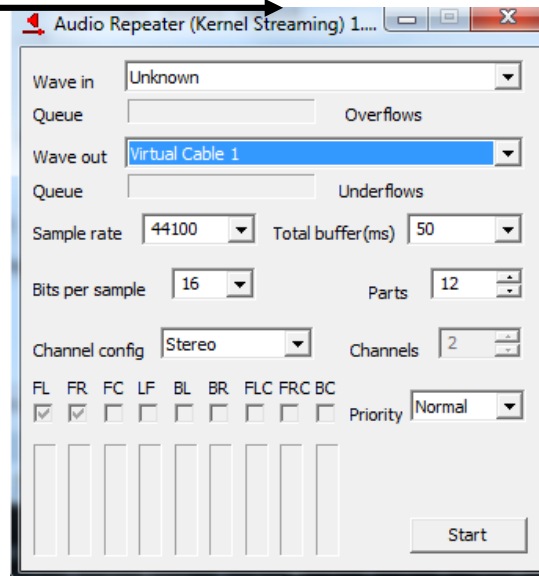 Audio Repeater (Kernel Streaming) 1....
Wave in Unknown
Queue Overflows
Wave out Virtual Cable 1
Queue Underflows
Sample rate 44100 Total buffer(ms) 50
Bits per sample 16 Parts 12
Channel config Stereo Channels 2
FL FR FC LF BL BR FLC FRC BC
Priority Normal
Start